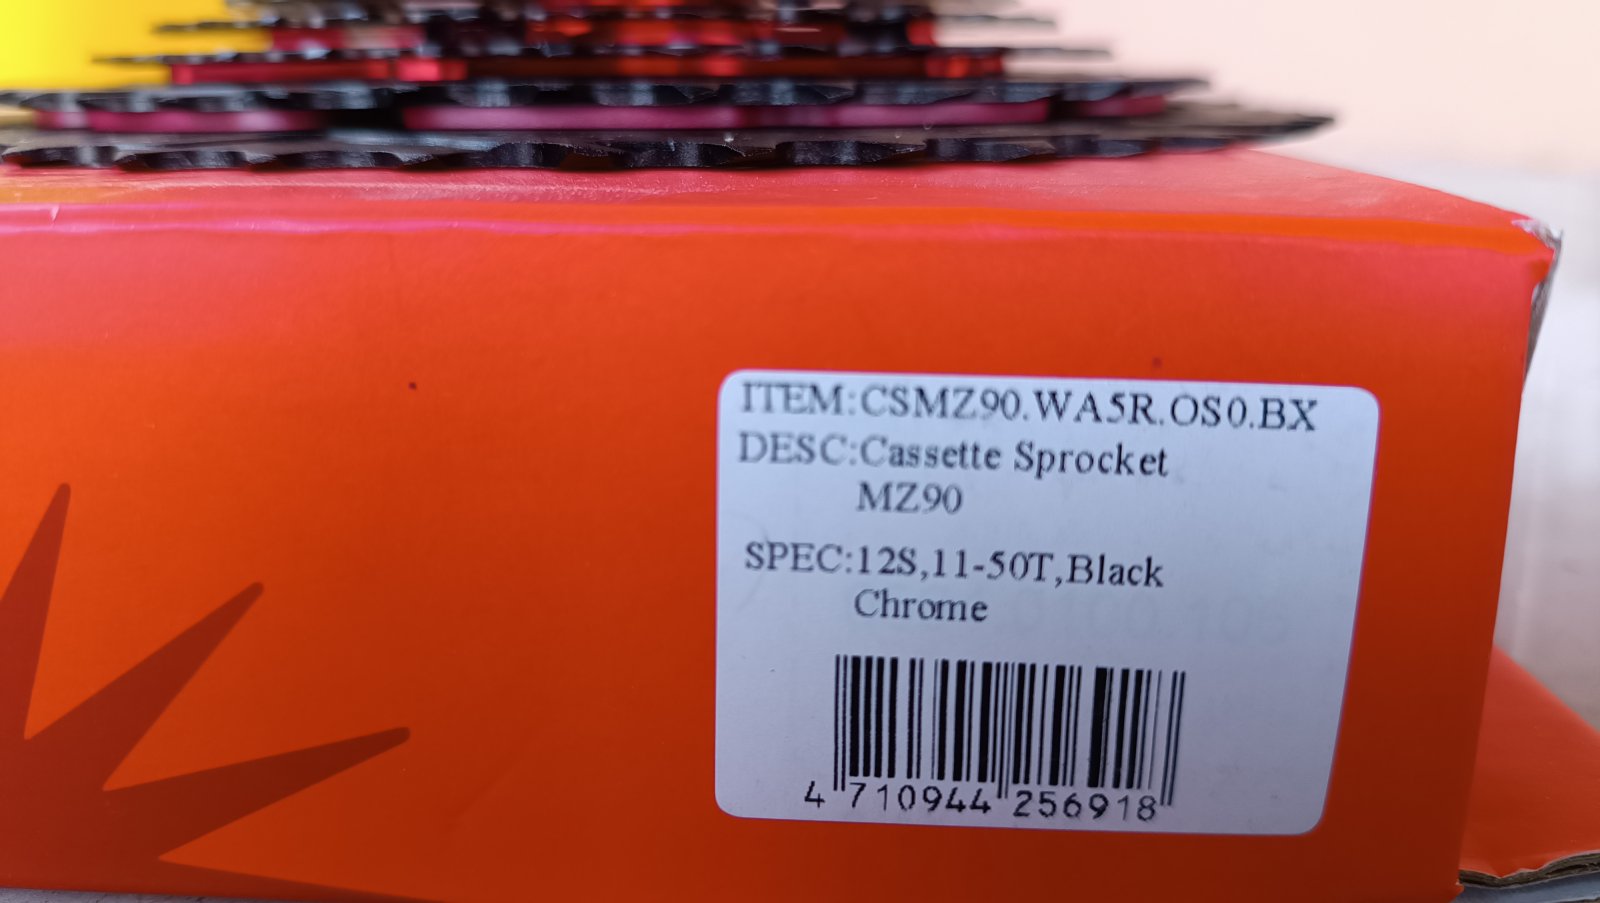 ITEM:CSMZ90.WA5R.OS0.BX
DESC:Cassette Sprocket
MZ90
SPEC:12S,11-50T,Black
Chrome
4 710944 256918